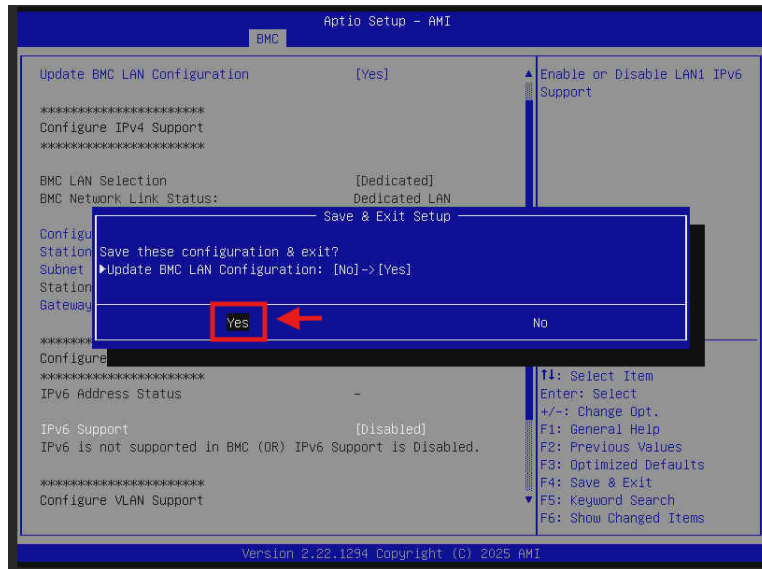 Aptio Setup – AMI
BMC
Update BMC LAN Configuration [Yes]
***********************
Configure IPv4 Support
***********************
BMC LAN Selection [Dedicated]
BMC Network Link Status: Dedicated LAN
Configu
Station
Subnet
Station
Gateway
Save & Exit Setup
Save these configuration & exit?
▶Update BMC LAN Configuration: [No]->[Yes]
Yes No
*******
Configure
***********************
IPv6 Address Status –
IPv6 Support [Disabled]
IPv6 is not supported in BMC (OR) IPv6 Support is Disabled.
***********************
Configure VLAN Support
Enable or Disable LAN1 IPv6
Support
↑↓: Select Item
Enter: Select
+/-: Change Opt.
F1: General Help
F2: Previous Values
F3: Optimized Defaults
F4: Save & Exit
F5: Keyword Search
F6: Show Changed Items
Version 2.22.1294 Copyright (C) 2025 AMI